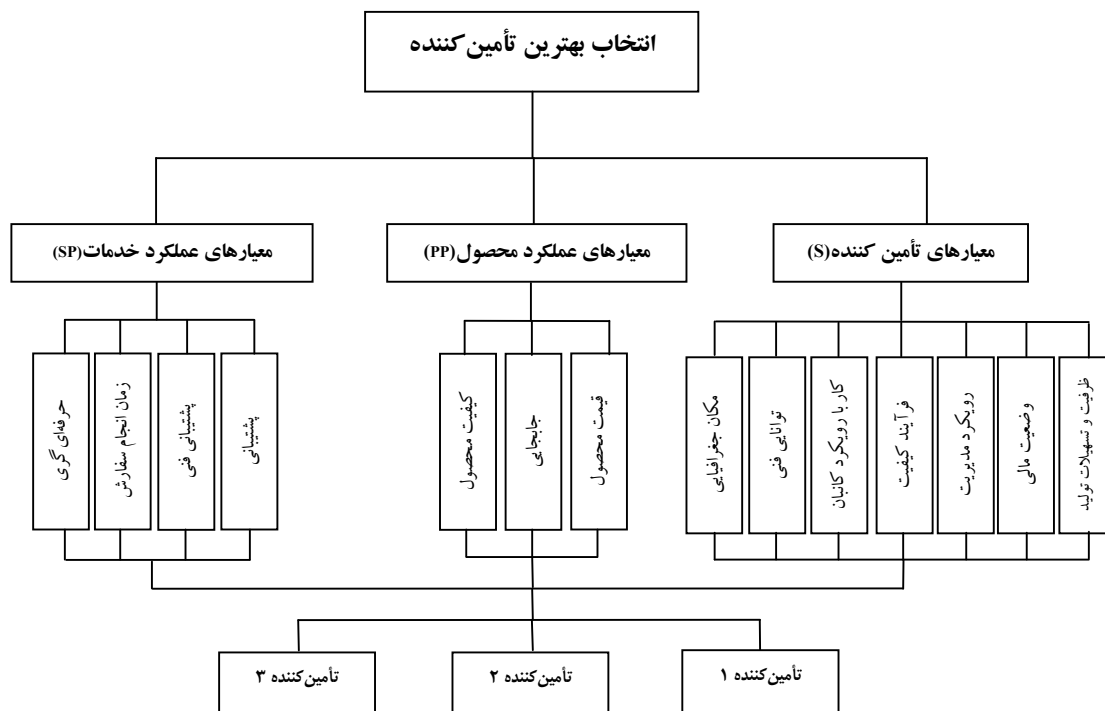 انتخاب بهترین تأمین‌کننده
معیارهای تأمین کننده(S)
معیارهای عملکرد محصول(PP)
معیارهای عملکرد خدمات(SP)
ظرفیت و تسهیلات تولید
وضعیت مالی
رویکرد مدیریت
فرآیند کیفیت
کار با رویکرد کانبان
توانایی فنی
مکان جغرافیایی
قیمت محصول
جابجایی
کیفیت محصول
پشتیبانی
پشتیبانی فنی
زمان انجام سفارش
حرفه‌ای گری
تأمین‌کننده ۱
تأمین‌کننده ۲
تأمین‌کننده ۳